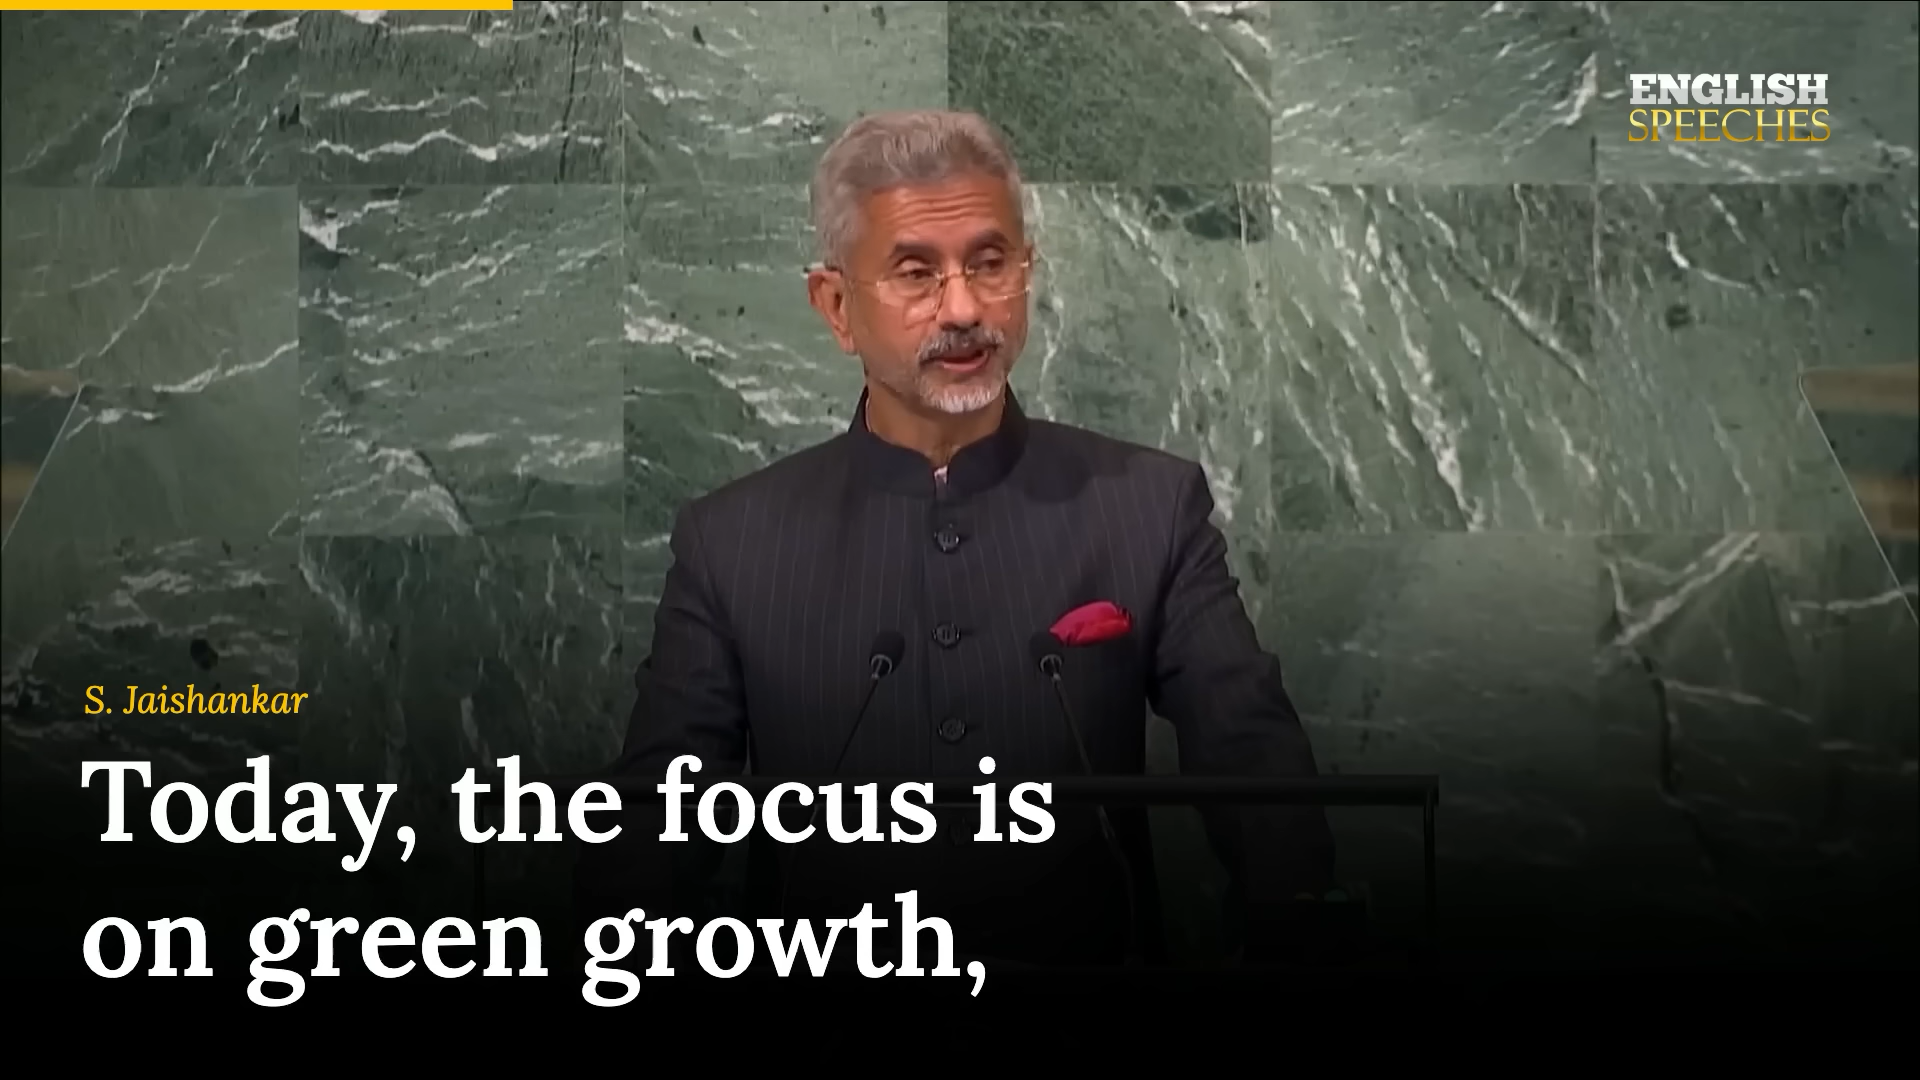 ENGLISH
SPEECHES
S. Jaishankar
Today, the focus is
on green growth,